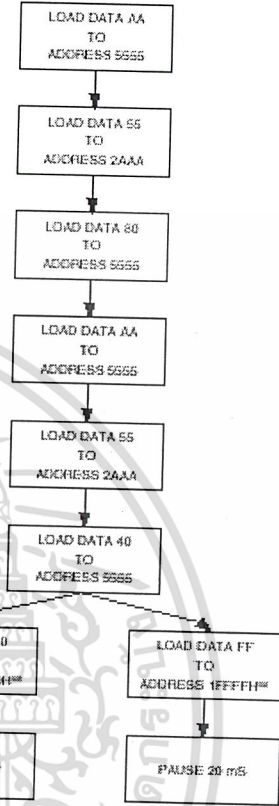 LOAD DATA AA
TO
ADDRESS 5555
LOAD DATA 55
TO
ADDRESS 2AAA
LOAD DATA 80
TO
ADDRESS 5555
LOAD DATA AA
TO
ADDRESS 5555
LOAD DATA 55
TO
ADDRESS 2AAA
LOAD DATA 40
TO
ADDRESS 5555
0
H**
LOAD DATA FF
TO
ADDRESS 1FFFFH**
PAUSE 20 mS